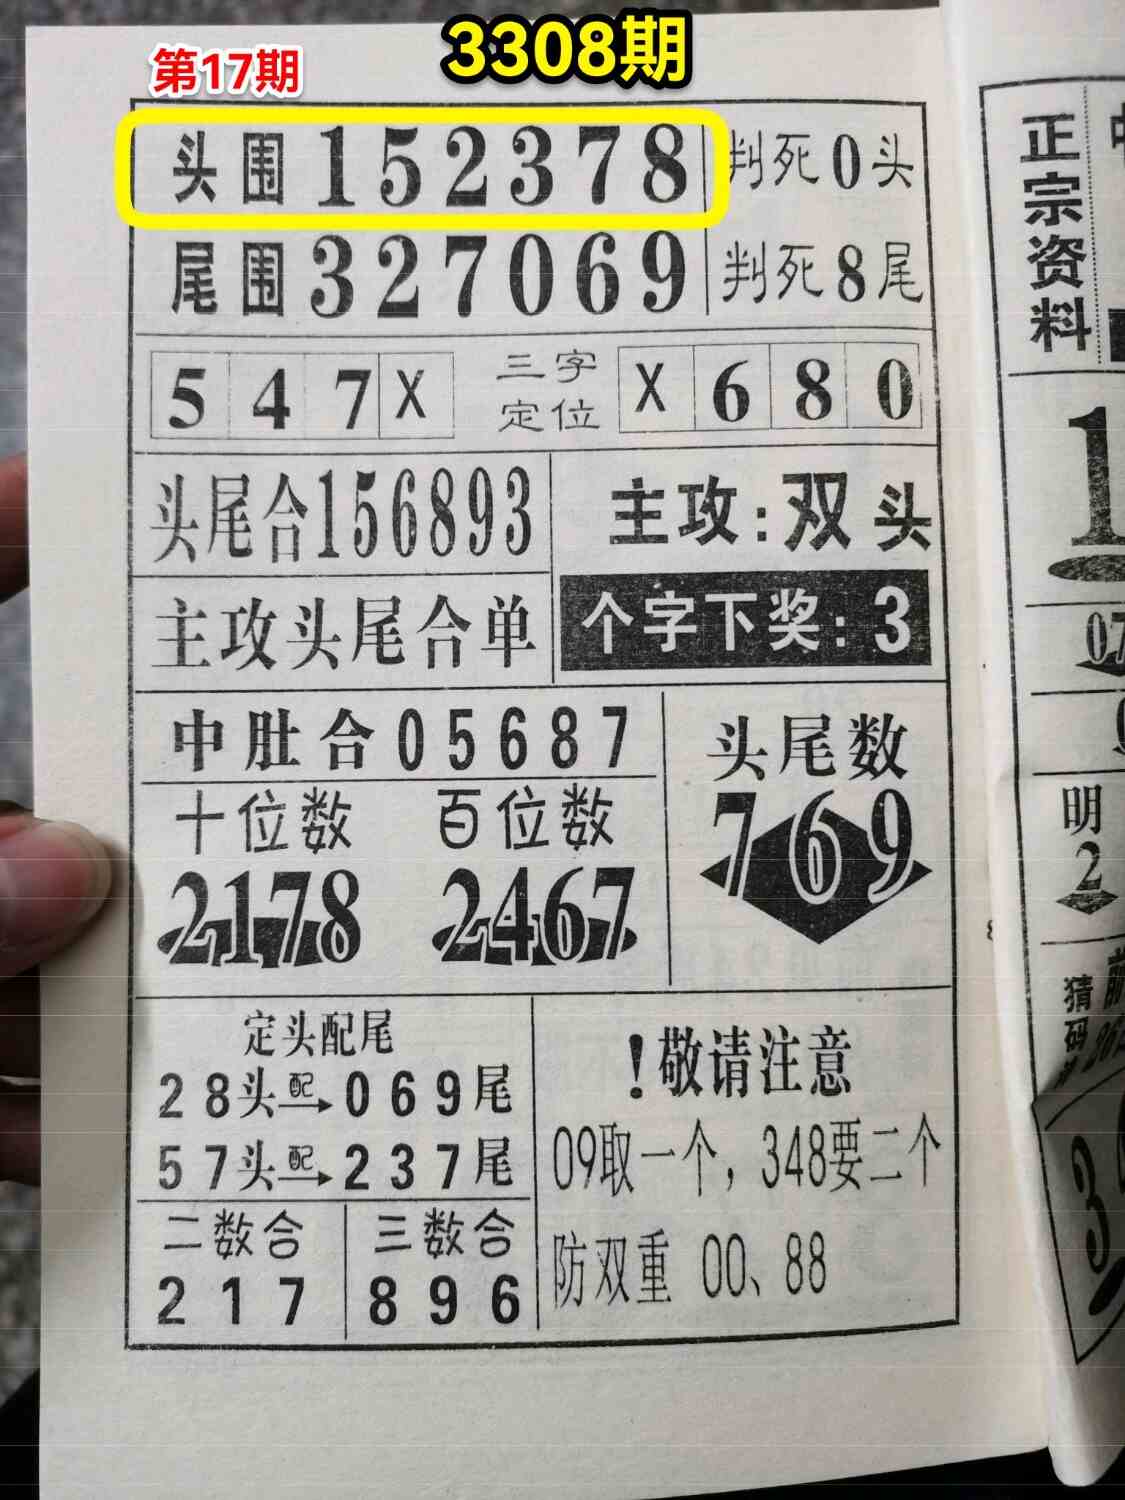 3308期
第17期
头围152378
判死0头
尾围327069
判死8尾
547X
三字定位
X680
头尾合156893
主攻头尾合单
主攻:双头
个字下奖:3
中肚合05687
头尾数
769
十位数
2178
百位数
2467
定头配尾
28头配069尾
57头配237尾
二数合
217
三数合
896
!敬请注意
09取一个,348要二个
防双重 00、88
正宗资料
1
07
明
2
猜码